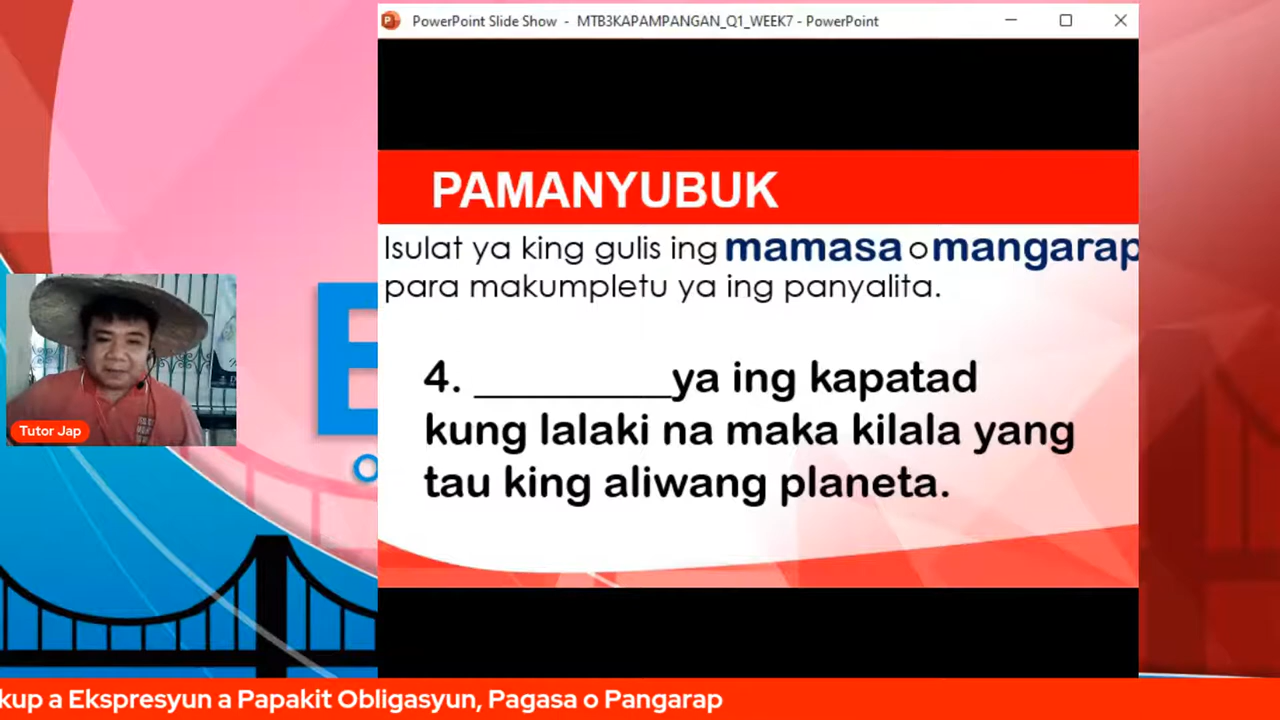 PowerPoint Slide Show - MTB3KAPAMPANGAN_Q1_WEEK7 - PowerPoint
PAMANYUBUK
Isulat ya king gulis ing mamasa o mangarap
para makumpletu ya ing panyalita.
4. __________ya ing kapatad
kung lalaki na maka kilala yang
tau king aliwang planeta.
Tutor Jap
kup a Ekspresyun a Papakit Obligasyun, Pagasa o Pangarap